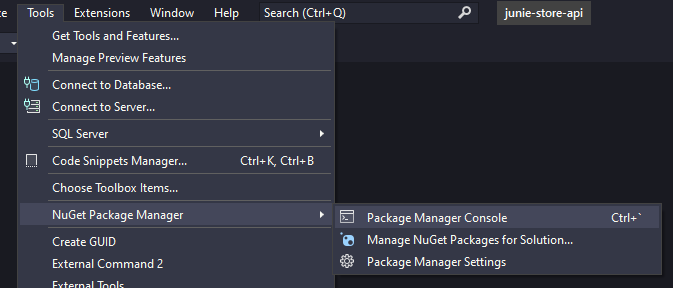 te Tools Extensions Window Help Search (Ctrl+Q) junie-store-api
Get Tools and Features...
Manage Preview Features
Connect to Database...
Connect to Server...
SQL Server
Code Snippets Manager... Ctrl+K, Ctrl+B
Choose Toolbox Items...
NuGet Package Manager
Package Manager Console Ctrl+`
Manage NuGet Packages for Solution...
Package Manager Settings
Create GUID
External Command 2
External Tools